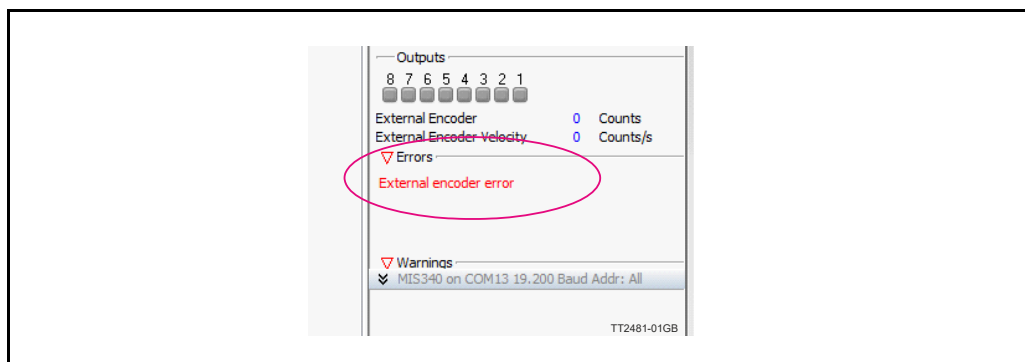 Outputs
8 7 6 5 4 3 2 1
External Encoder 0 Counts
External Encoder Velocity 0 Counts/s
Errors
External encoder error
Warnings
MIS340 on COM13 19.200 Baud Addr: All
TT2481-01GB